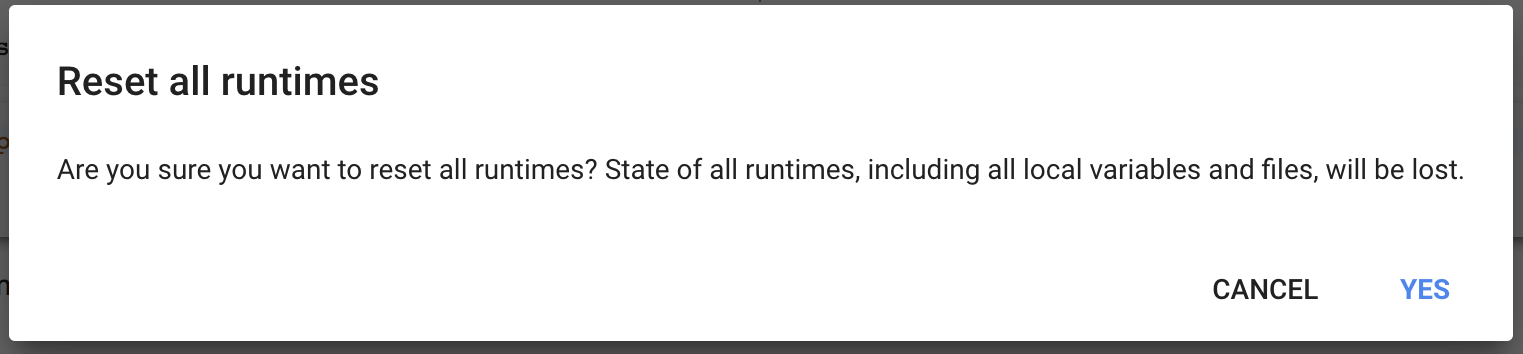 Reset all runtimes
Are you sure you want to reset all runtimes? State of all runtimes, including all local variables and files, will be lost.
CANCEL YES